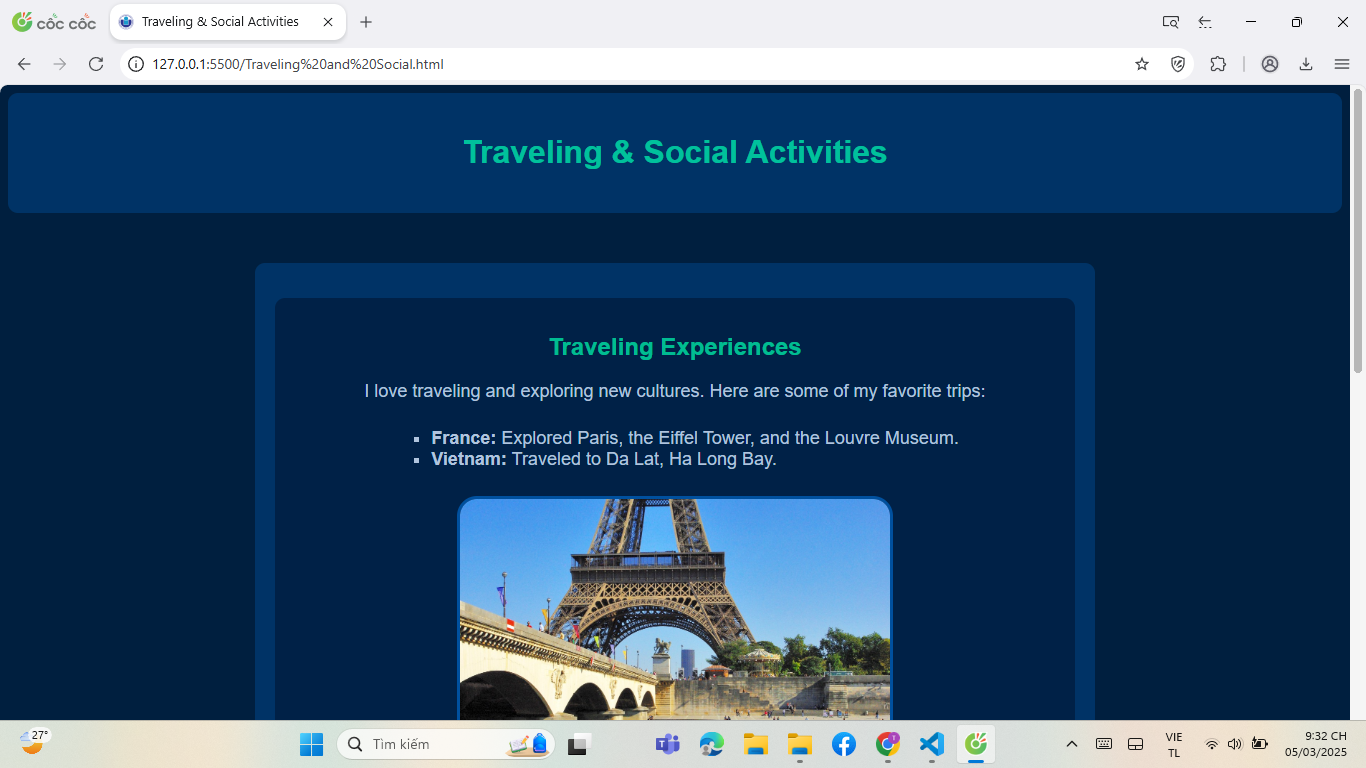 cốc cốc
Traveling & Social Activities
127.0.0.1:5500/Traveling%20and%20Social.html
Traveling & Social Activities
Traveling Experiences
I love traveling and exploring new cultures. Here are some of my favorite trips:
France: Explored Paris, the Eiffel Tower, and the Louvre Museum.
Vietnam: Traveled to Da Lat, Ha Long Bay.
27°
Tìm kiếm
VIE
TL
9:32 CH
05/03/2025